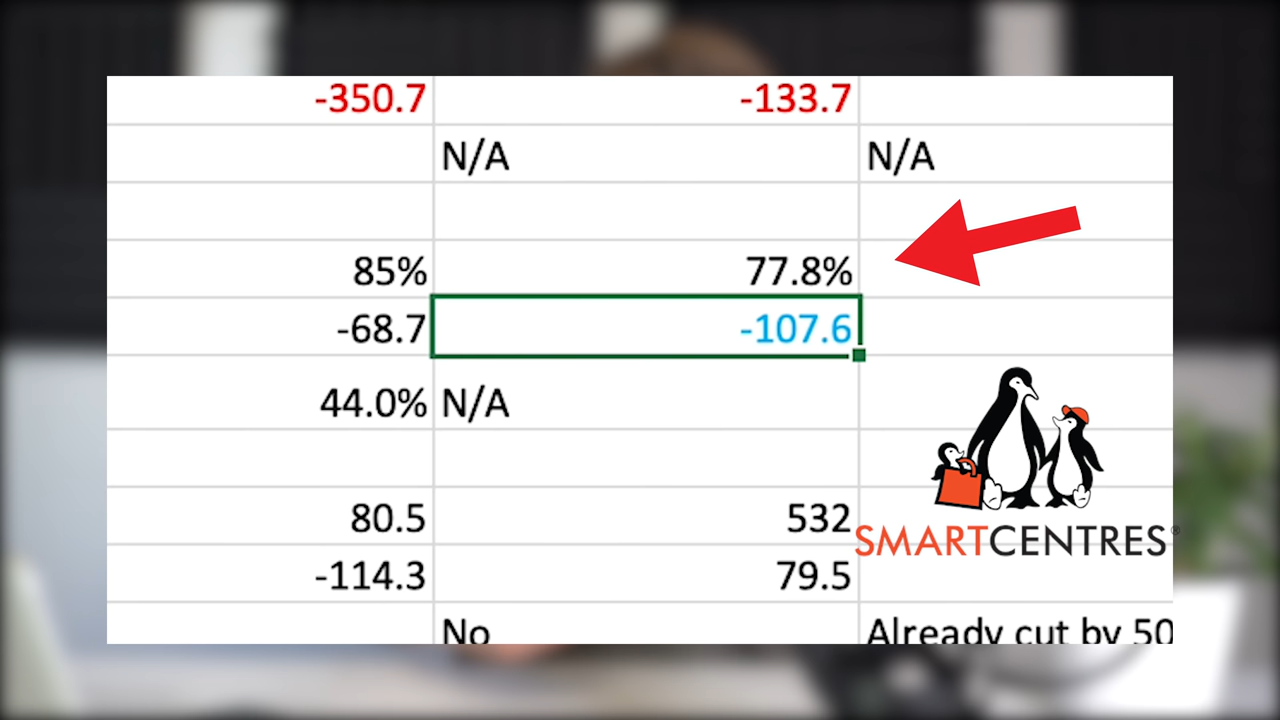 -350.7 -133.7
N/A N/A
85% 77.8%
-68.7 -107.6
44.0% N/A
80.5 532
SMARTCENTRES®
-114.3 79.5
No Already cut by 50